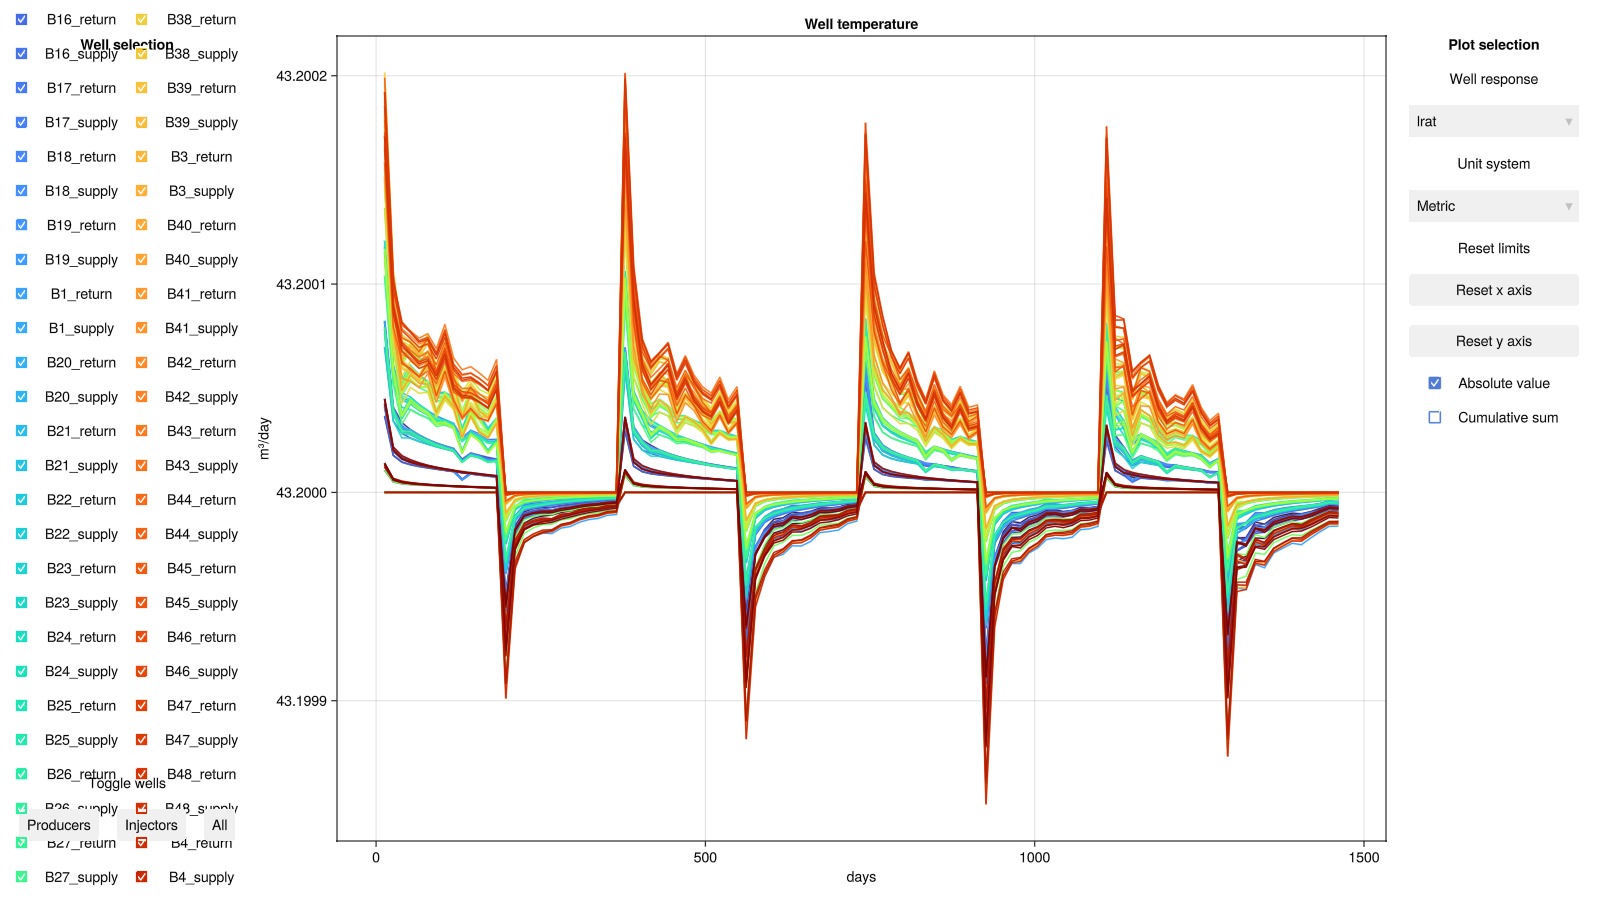 Well selection
B16_return
B38_return
B16_supply
B38_supply
B17_return
B39_return
B17_supply
B39_supply
B18_return
B3_return
B18_supply
B3_supply
B19_return
B40_return
B19_supply
B40_supply
B1_return
B41_return
B1_supply
B41_supply
B20_return
B42_return
B20_supply
B42_supply
B21_return
B43_return
B21_supply
B43_supply
B22_return
B44_return
B22_supply
B44_supply
B23_return
B45_return
B23_supply
B45_supply
B24_return
B46_return
B24_supply
B46_supply
B25_return
B47_return
B25_supply
B47_supply
B26_return
B48_return
Toggle wells
B26_supply
B48_supply
Producers
Injectors
All
B27_return
B4_return
B27_supply
B4_supply
Well temperature
m³/day
43.2002
43.2001
43.2000
43.1999
0
500
1000
1500
days
Plot selection
Well response
lrat
Unit system
Metric
Reset limits
Reset x axis
Reset y axis
Absolute value
Cumulative sum